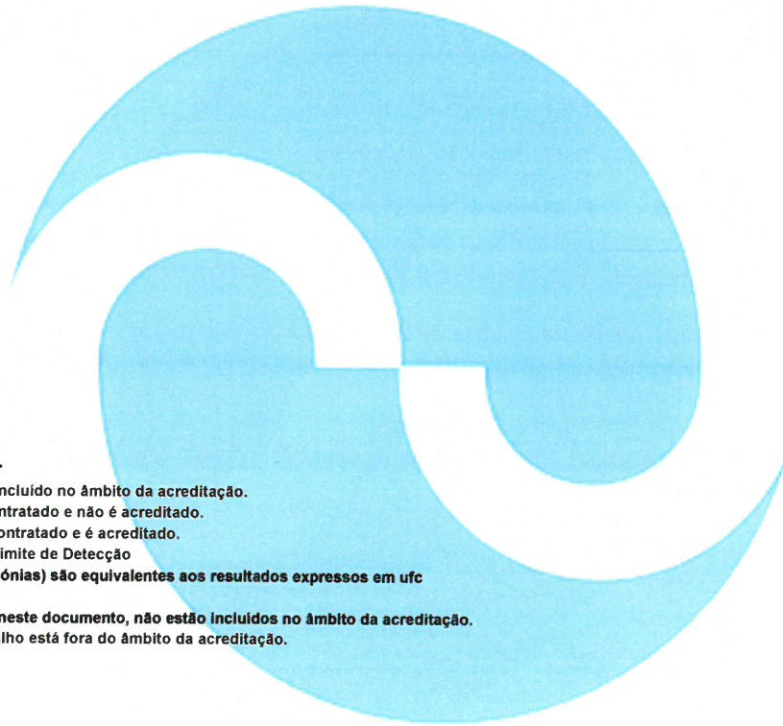 ncluído no âmbito da acreditação.
ntratado e não é acreditado.
ontratado e é acreditado.
imite de Detecção
ónias) são equivalentes aos resultados expressos em ufc
neste documento, não estão incluidos no âmbito da acreditação.
lho está fora do âmbito da acreditação.